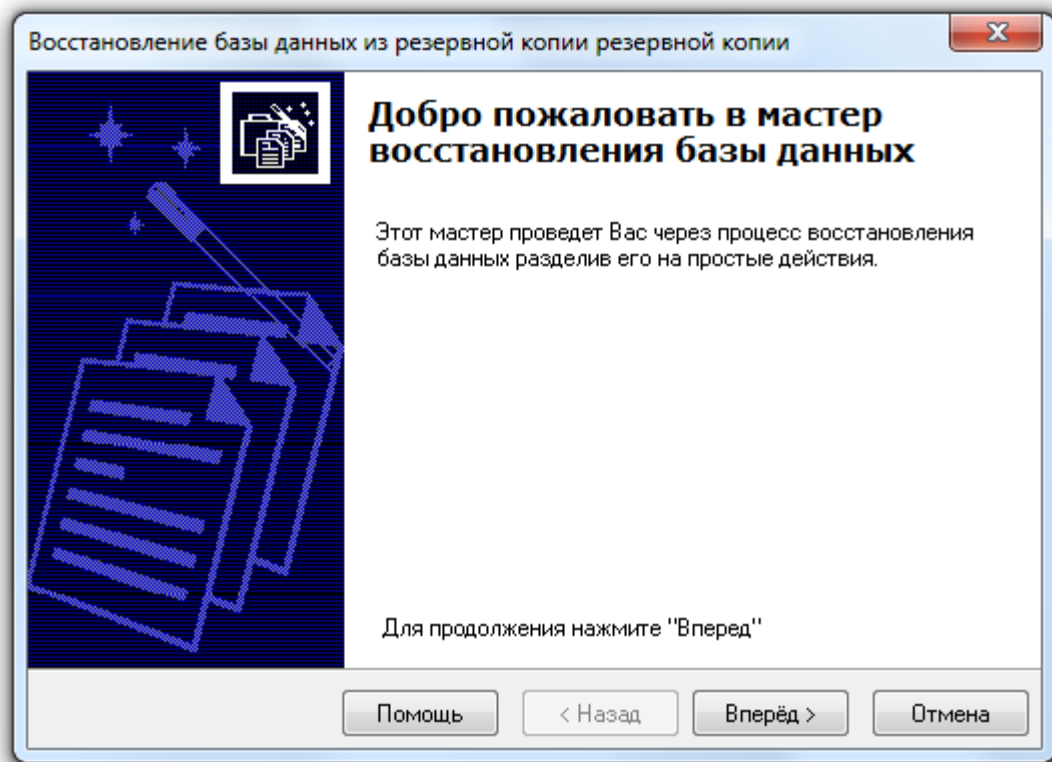 Восстановление базы данных из резервной копии резервной копии
Добро пожаловать в мастер
восстановления базы данных
Этот мастер проведет Вас через процесс восстановления
базы данных разделив его на простые действия.
Для продолжения нажмите "Вперед"
Помощь
< Назад
Вперёд >
Отмена